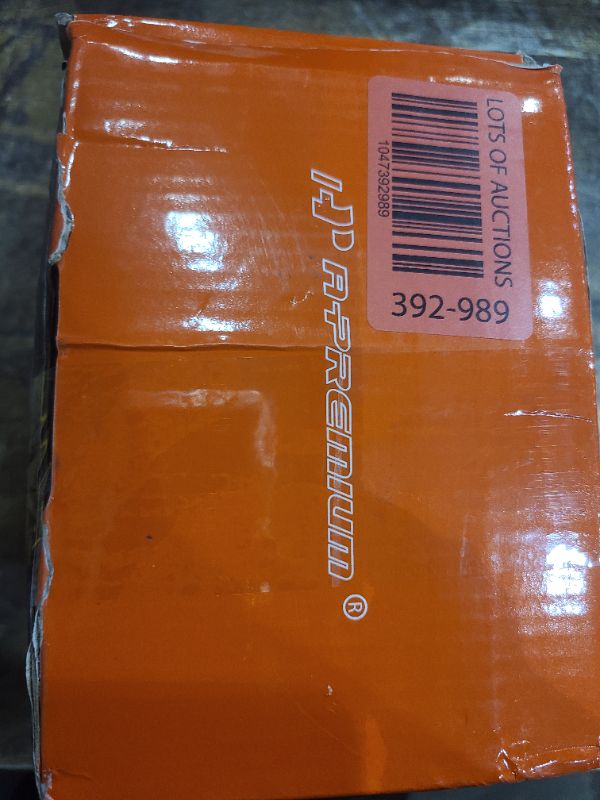 LOTS OF AUCTIONS
1047392989
392-989
A-PREMIUM®